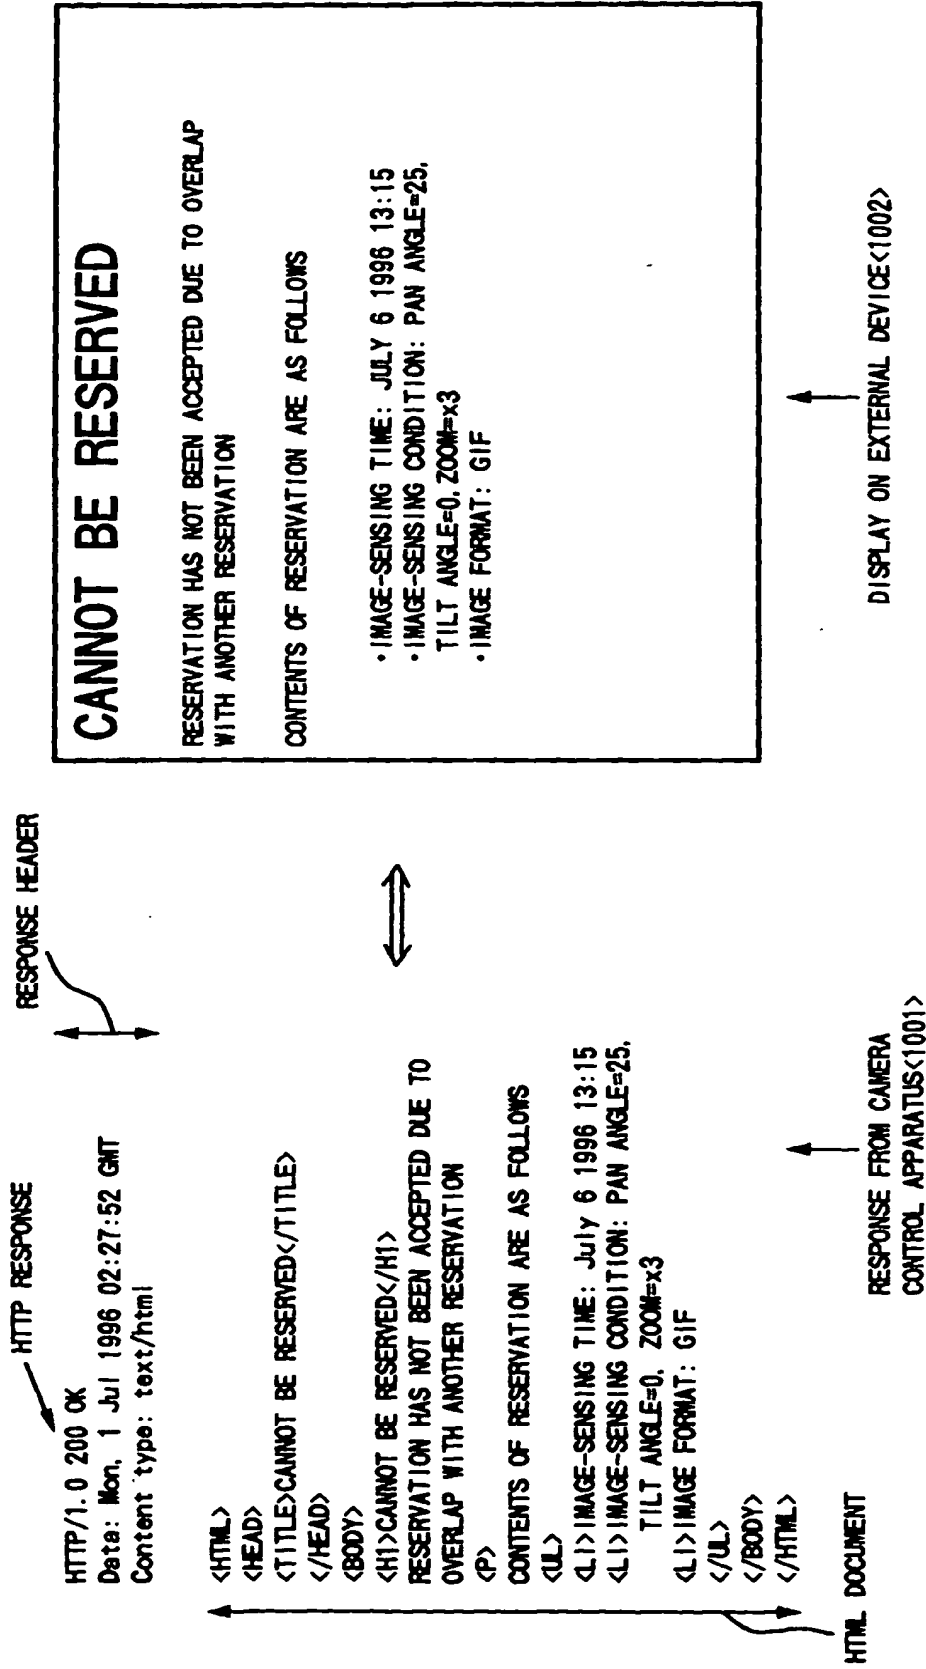 HTTP RESPONSE
RESPONSE HEADER
HTTP/1.0 200 OK
Data: Mon, 1 Jul 1996 02:27:52 GMT
Content type: text/html
<HTML>
<HEAD>
<TITLE>CANNOT BE RESERVED</TITLE>
</HEAD>
<BODY>
<H1>CANNOT BE RESERVED</H1>
RESERVATION HAS NOT BEEN ACCEPTED DUE TO
OVERLAP WITH ANOTHER RESERVATION
<P>
CONTENTS OF RESERVATION ARE AS FOLLOWS
<UL>
<LI>IMAGE-SENSING TIME: July 6 1996 13:15
<LI>IMAGE-SENSING CONDITION: PAN ANGLE=25,
TILT ANGLE=0, ZOOM=x3
<LI>IMAGE FORMAT: GIF
</UL>
</BODY>
</HTML>
HTML DOCUMENT
RESPONSE FROM CAMERA
CONTROL APPARATUS<1001>
CANNOT BE RESERVED
RESERVATION HAS NOT BEEN ACCEPTED DUE TO OVERLAP
WITH ANOTHER RESERVATION
CONTENTS OF RESERVATION ARE AS FOLLOWS
・IMAGE-SENSING TIME: JULY 6 1996 13:15
・IMAGE-SENSING CONDITION: PAN ANGLE=25,
TILT ANGLE=0,ZOOM=x3
・IMAGE FORMAT: GIF
DISPLAY ON EXTERNAL DEVICE<1002>